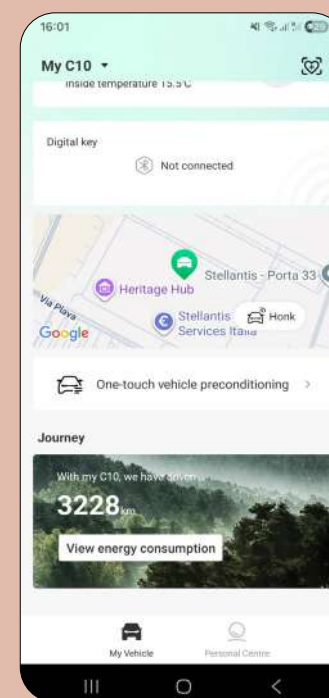 16:01
My C10
Inside temperature 15.5℃
Digital key
Not connected
Stellantis - Porta 33
Heritage Hub
Via Plava
Stellantis
Services Italia
Honk
Google
One-touch vehicle preconditioning
Journey
With my C10, we have driven...
3228km
View energy consumption
My Vehicle
Personal Centre